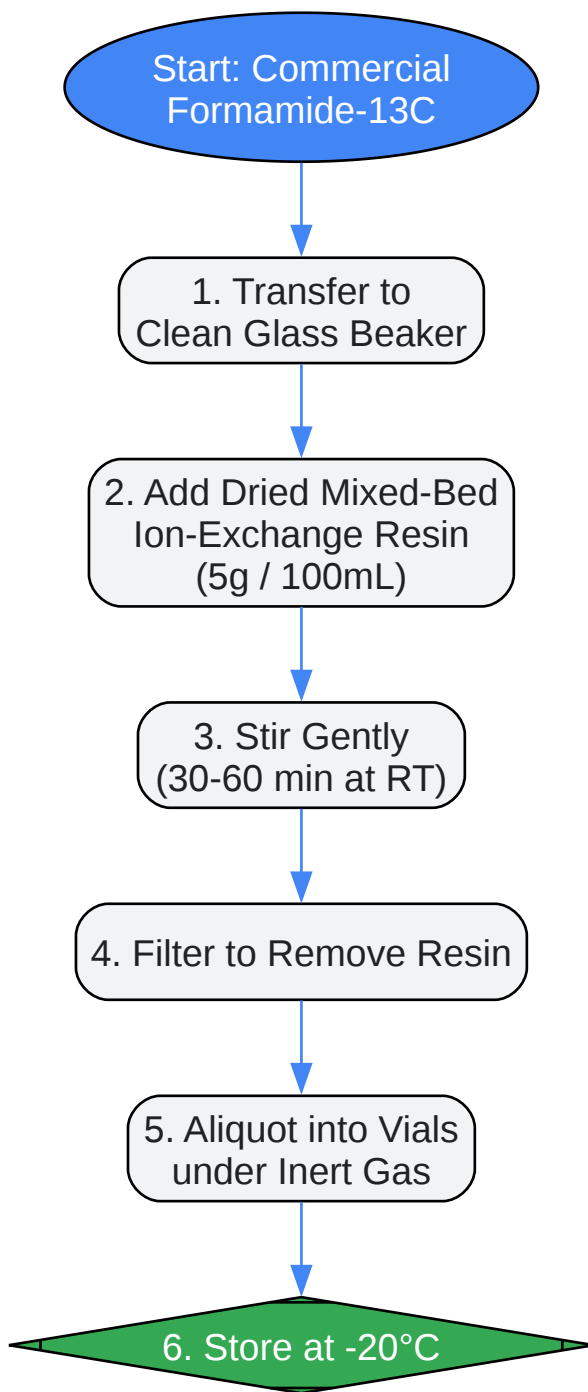 Start: Commercial
Formamide-13C
1. Transfer to
Clean Glass Beaker
2. Add Dried Mixed-Bed
Ion-Exchange Resin
(5g / 100mL)
3. Stir Gently
(30-60 min at RT)
4. Filter to Remove Resin
5. Aliquot into Vials
under Inert Gas
6. Store at -20°C